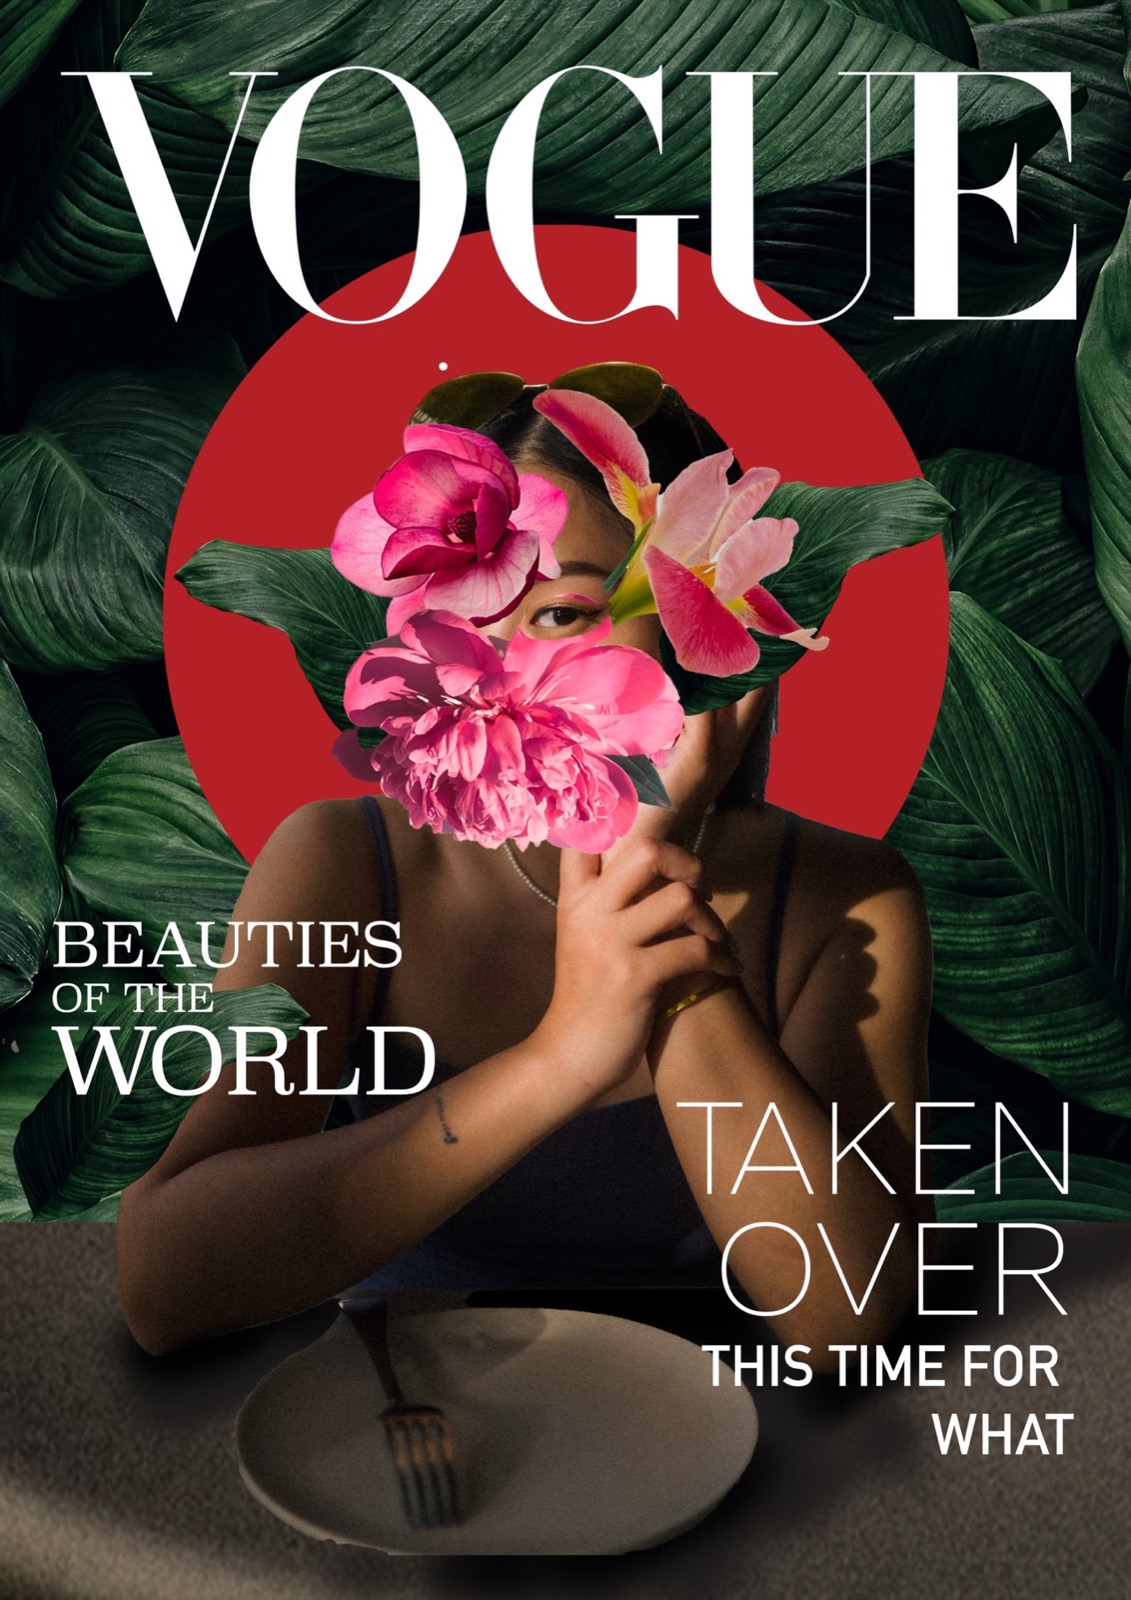 VOGUE
BEAUTIES
OF THE
WORLD
TAKEN
OVER
THIS TIME FOR
WHAT